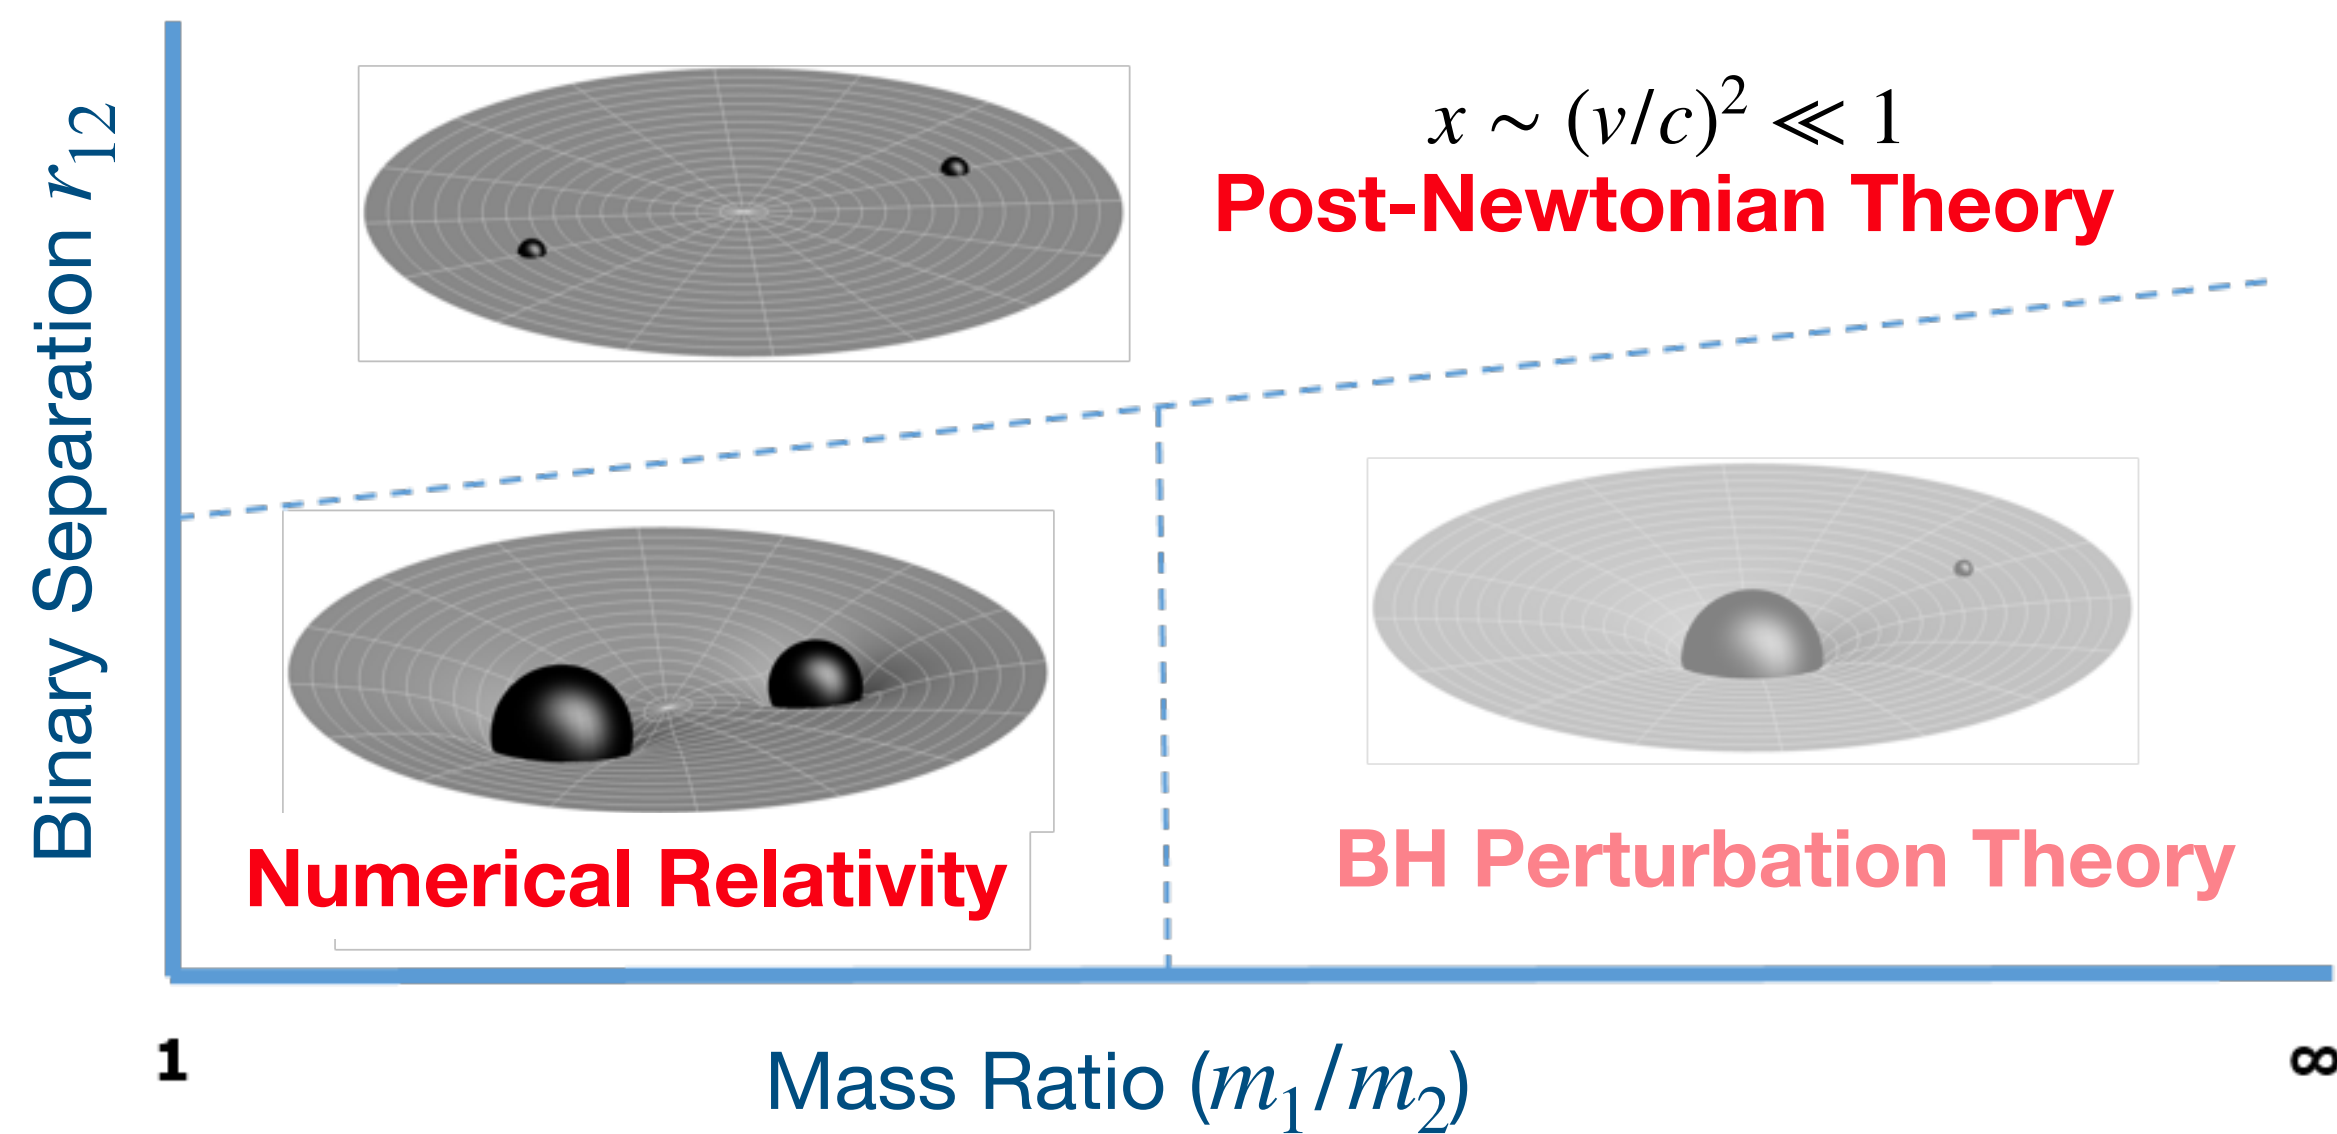 Binary Separation r₁₂
x ~ (v/c)² ≪ 1
Post-Newtonian Theory
Numerical Relativity
BH Perturbation Theory
1
∞
Mass Ratio (m₁/m₂)